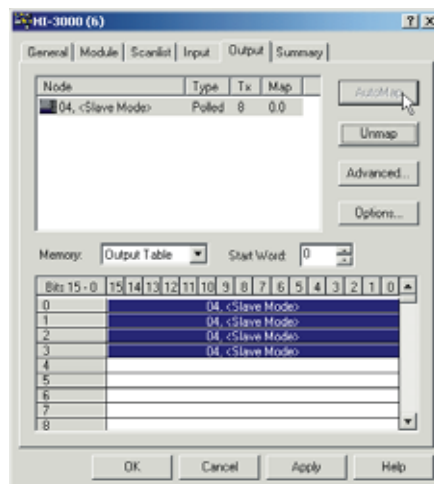 HI-3000 (6)
General Module Scanlist Input Output Summary
Node Type Tx Map
04, <Slave Mode> Polled 8 0.0
AutoMap
Unmap
Advanced...
Options...
Memory: Output Table Start Word: 0
Bits 15 - 0 15 14 13 12 11 10 9 8 7 6 5 4 3 2 1 0
0 04, <Slave Mode>
1 04, <Slave Mode>
2 04, <Slave Mode>
3 04, <Slave Mode>
4
5
6
7
8
OK Cancel Apply Help